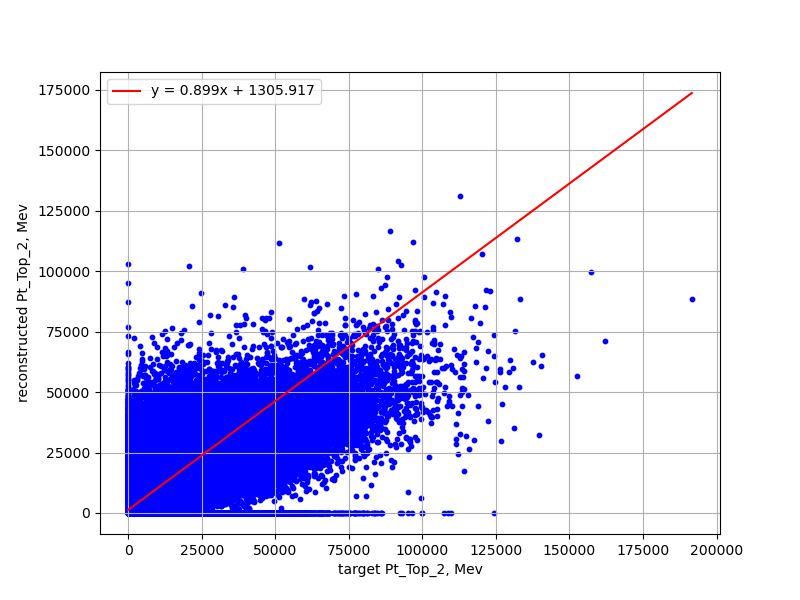 y = 0.899x + 1305.917
175000
150000
125000
100000
75000
50000
25000
0
reconstructed Pt_Top_2, Mev
0 25000 50000 75000 100000 125000 150000 175000 200000
target Pt_Top_2, Mev